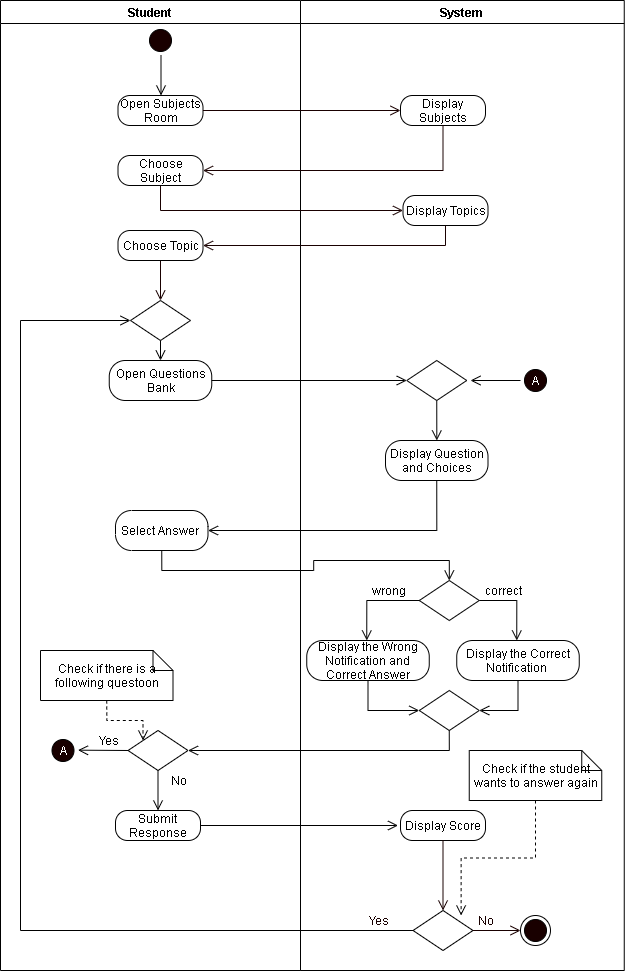 Student
System
Open Subjects
Room
Display
Subjects
Choose
Subject
Display Topics
Choose Topic
Open Questions
Bank
A
Display Question
and Choices
Select Answer
wrong
correct
Display the Wrong
Notification and
Correct Answer
Display the Correct
Notification
Check if there is a
following questoon
A
Yes
No
Check if the student
wants to answer again
Submit
Response
Display Score
Yes
No